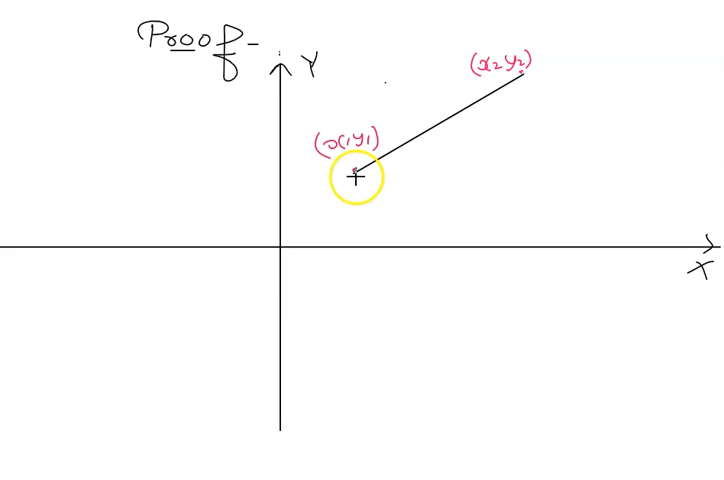 Proof-
Y
(x2 y2)
(x1 y1)
X